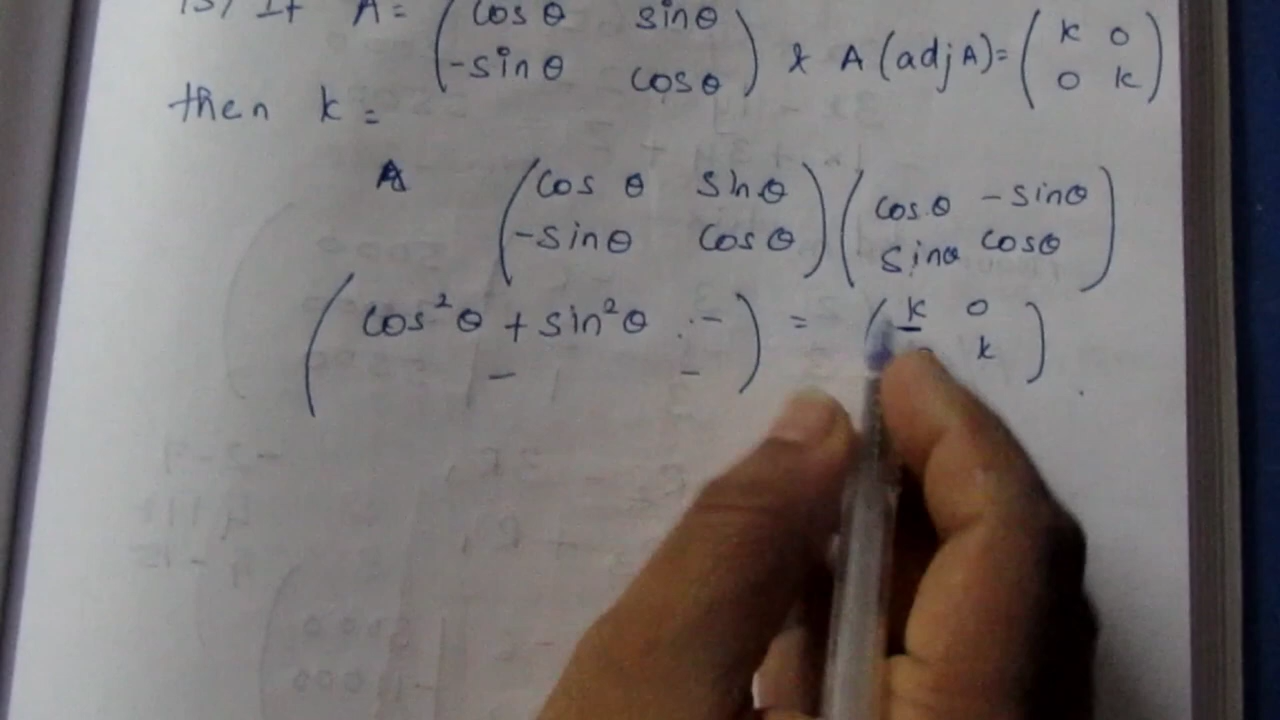 15) If A = (cos θ sin θ
-sin θ cos θ) & A (adj A) = (k 0
0 k)
then k =
A (cos θ sin θ
-sin θ cos θ) (cos θ - sin θ
sin θ cos θ)
(cos²θ + sin²θ .-
- -) = (k 0
k)